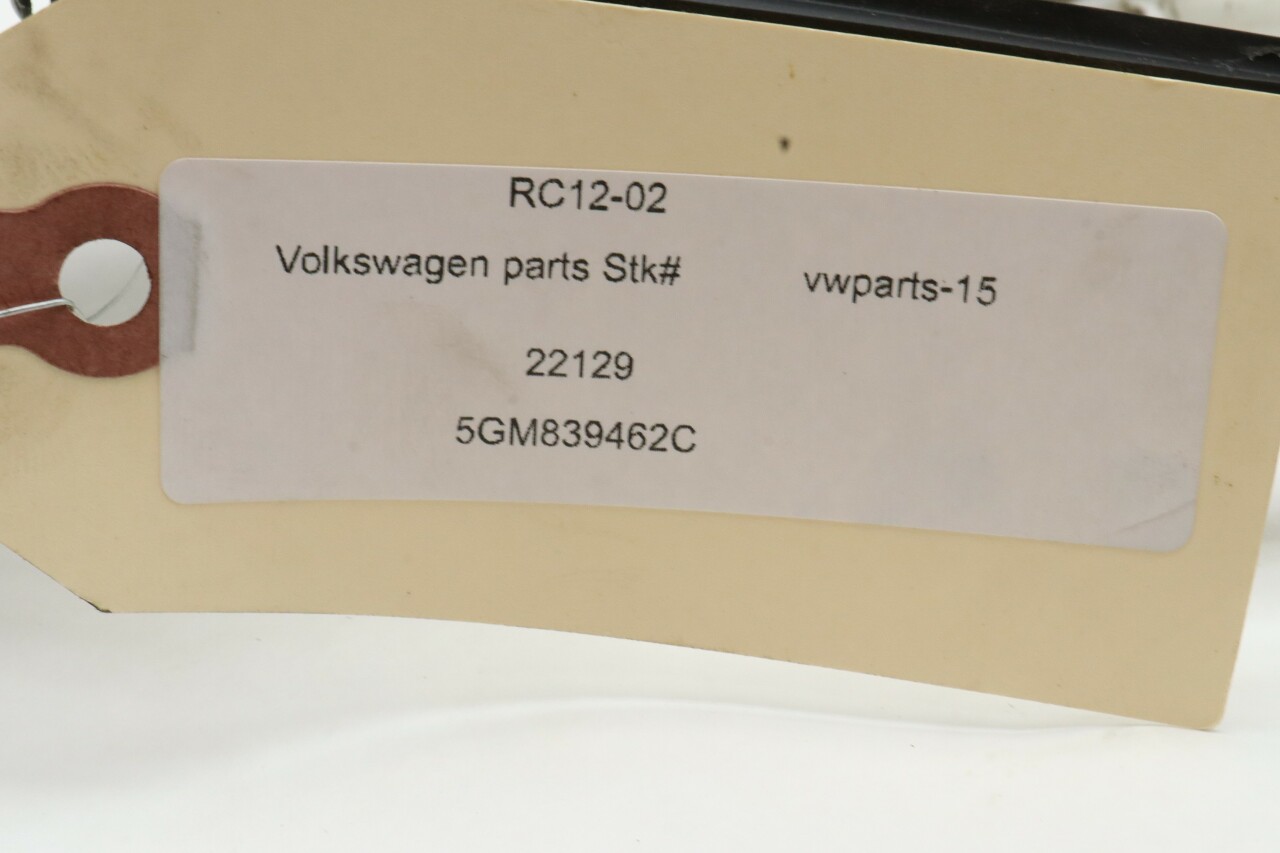 RC12-02
Volkswagen parts Stk# vwparts-15
22129
5GM839462C